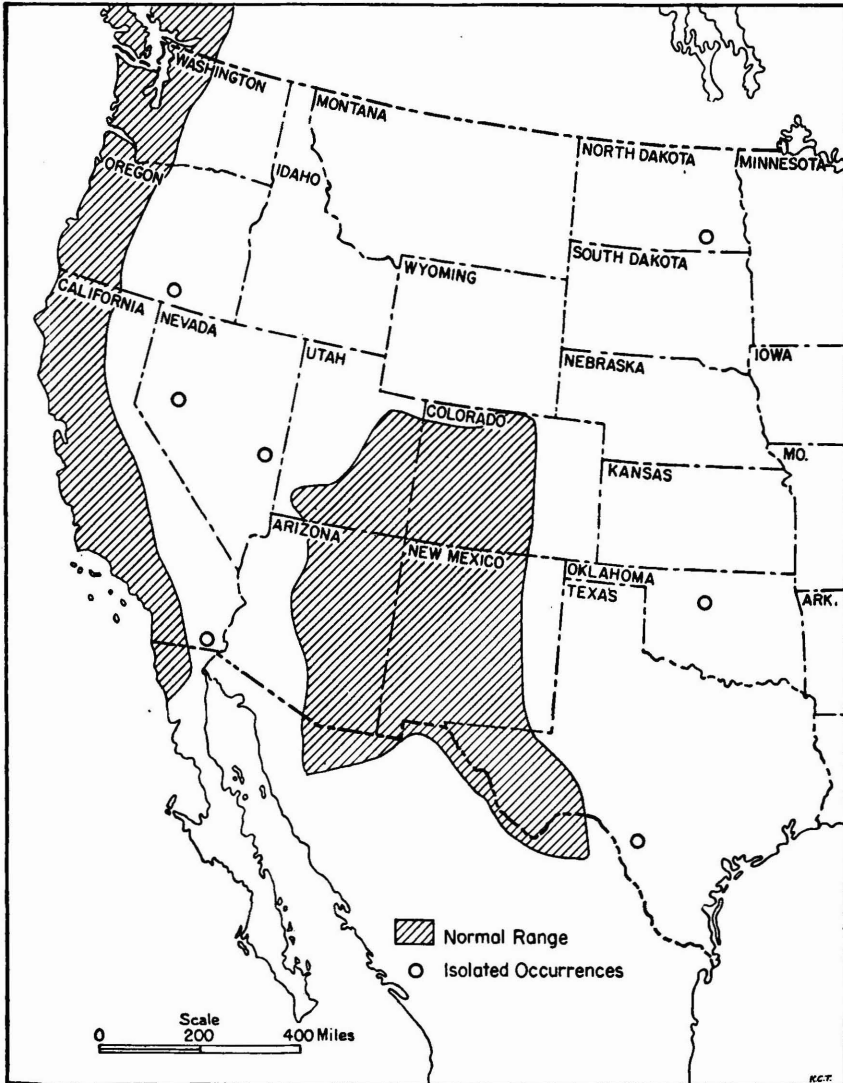 WASHINGTON
MONTANA
NORTH DAKOTA
MINNESOTA
OREGON
IDAHO
SOUTH DAKOTA
WYOMING
CALIFORNIA
NEVADA
UTAH
NEBRASKA
IOWA
COLORADO
MO.
KANSAS
ARIZONA
NEW MEXICO
OKLAHOMA
TEXAS
ARK.
Normal Range
Isolated Occurrences
Scale
0 200 400 Miles
K.C.T.